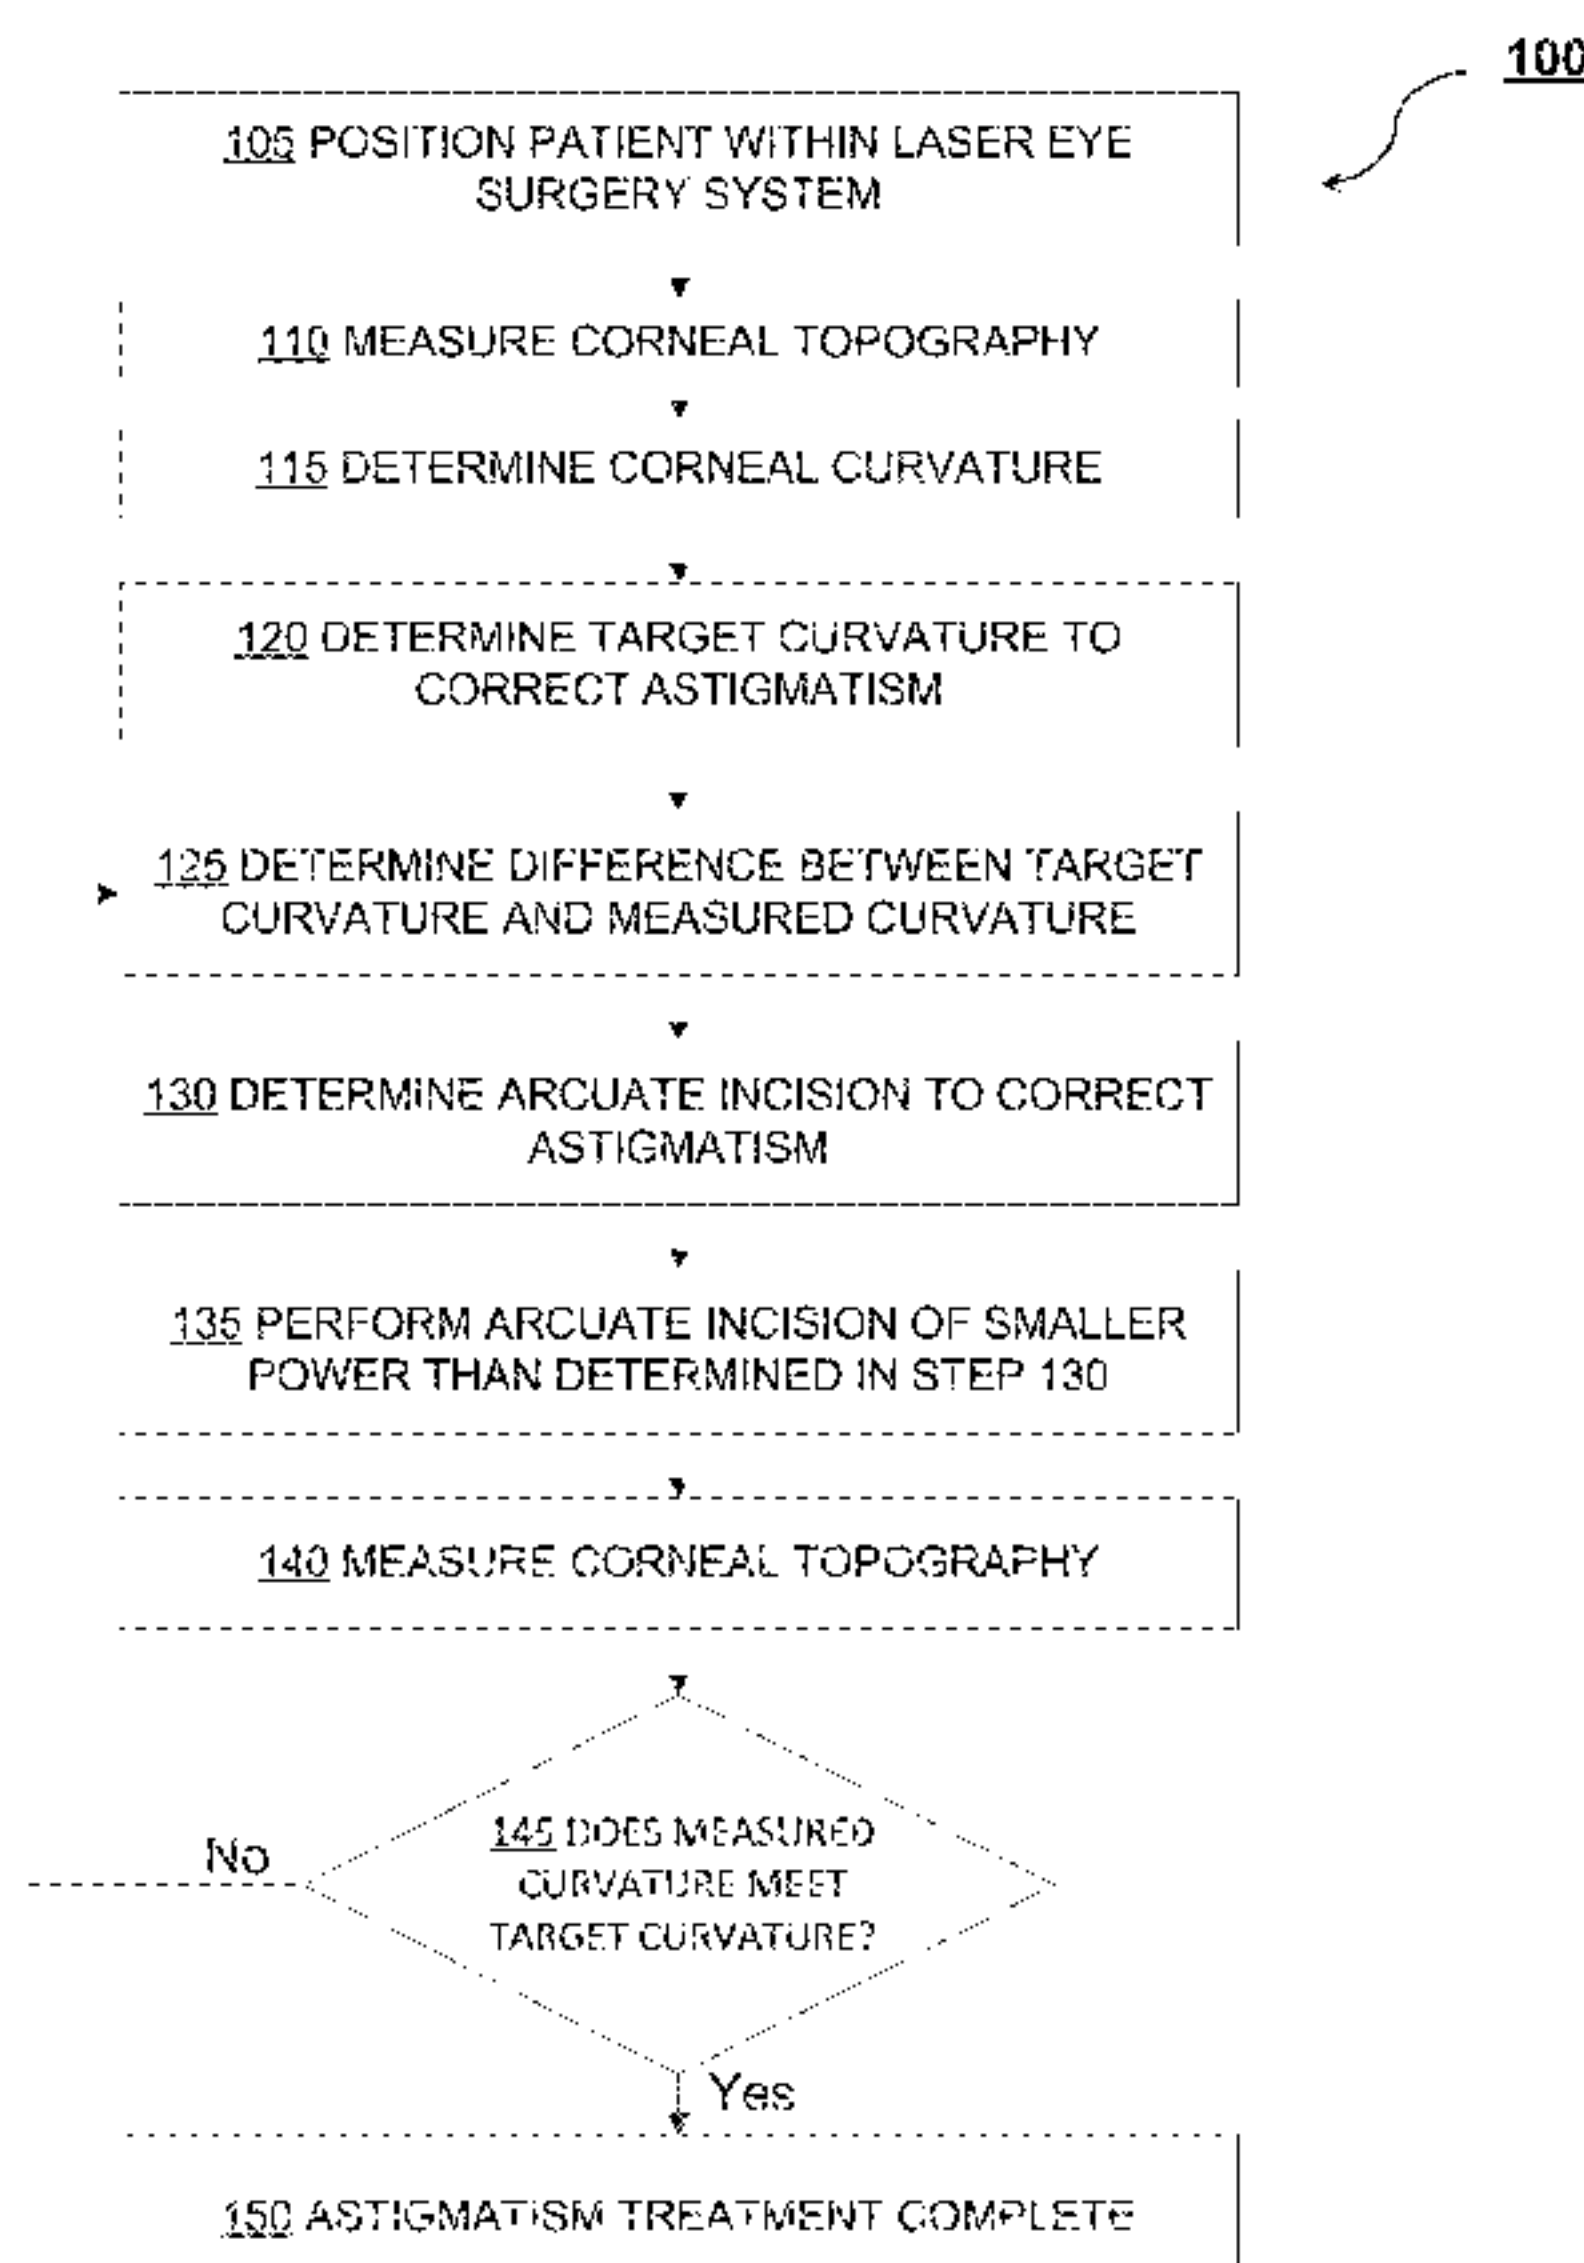 100
105 POSITION PATIENT WITHIN LASER EYE
SURGERY SYSTEM
110 MEASURE CORNEAL TOPOGRAPHY
115 DETERMINE CORNEAL CURVATURE
120 DETERMINE TARGET CURVATURE TO
CORRECT ASTIGMATISM
125 DETERMINE DIFFERENCE BETWEEN TARGET
CURVATURE AND MEASURED CURVATURE
130 DETERMINE ARCUATE INCISION TO CORRECT
ASTIGMATISM
135 PERFORM ARCUATE INCISION OF SMALLER
POWER THAN DETERMINED IN STEP 130
140 MEASURE CORNEAL TOPOGRAPHY
145 DOES MEASURED
CURVATURE MEET
TARGET CURVATURE?
No
Yes
150 ASTIGMATISM TREATMENT COMPLETE